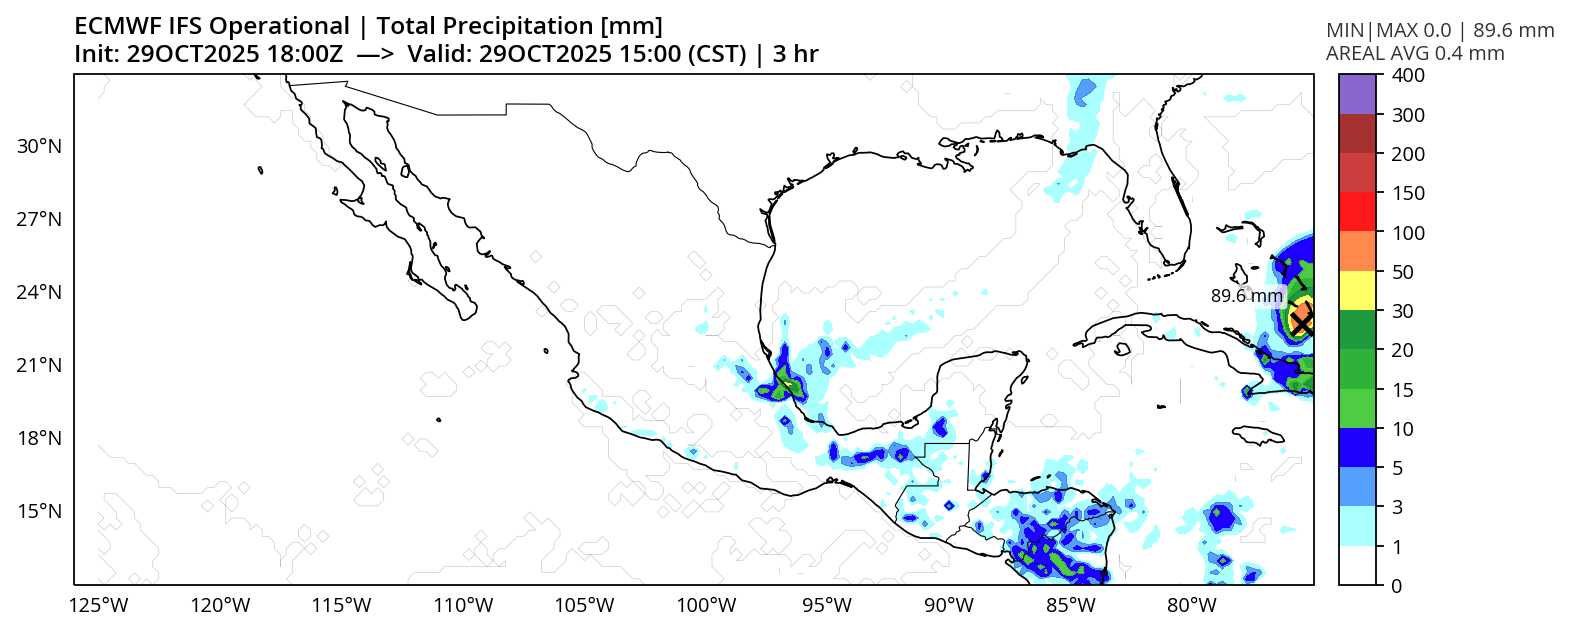 ECMWF IFS Operational | Total Precipitation [mm]
Init: 29OCT2025 18:00Z —> Valid: 29OCT2025 15:00 (CST) | 3 hr
MIN|MAX 0.0 | 89.6 mm
AREAL AVG 0.4 mm
30°N
27°N
24°N
21°N
18°N
15°N
89.6 mm
125°W
120°W
115°W
110°W
105°W
100°W
95°W
90°W
85°W
80°W
400
300
200
150
100
50
30
20
15
10
5
3
1
0